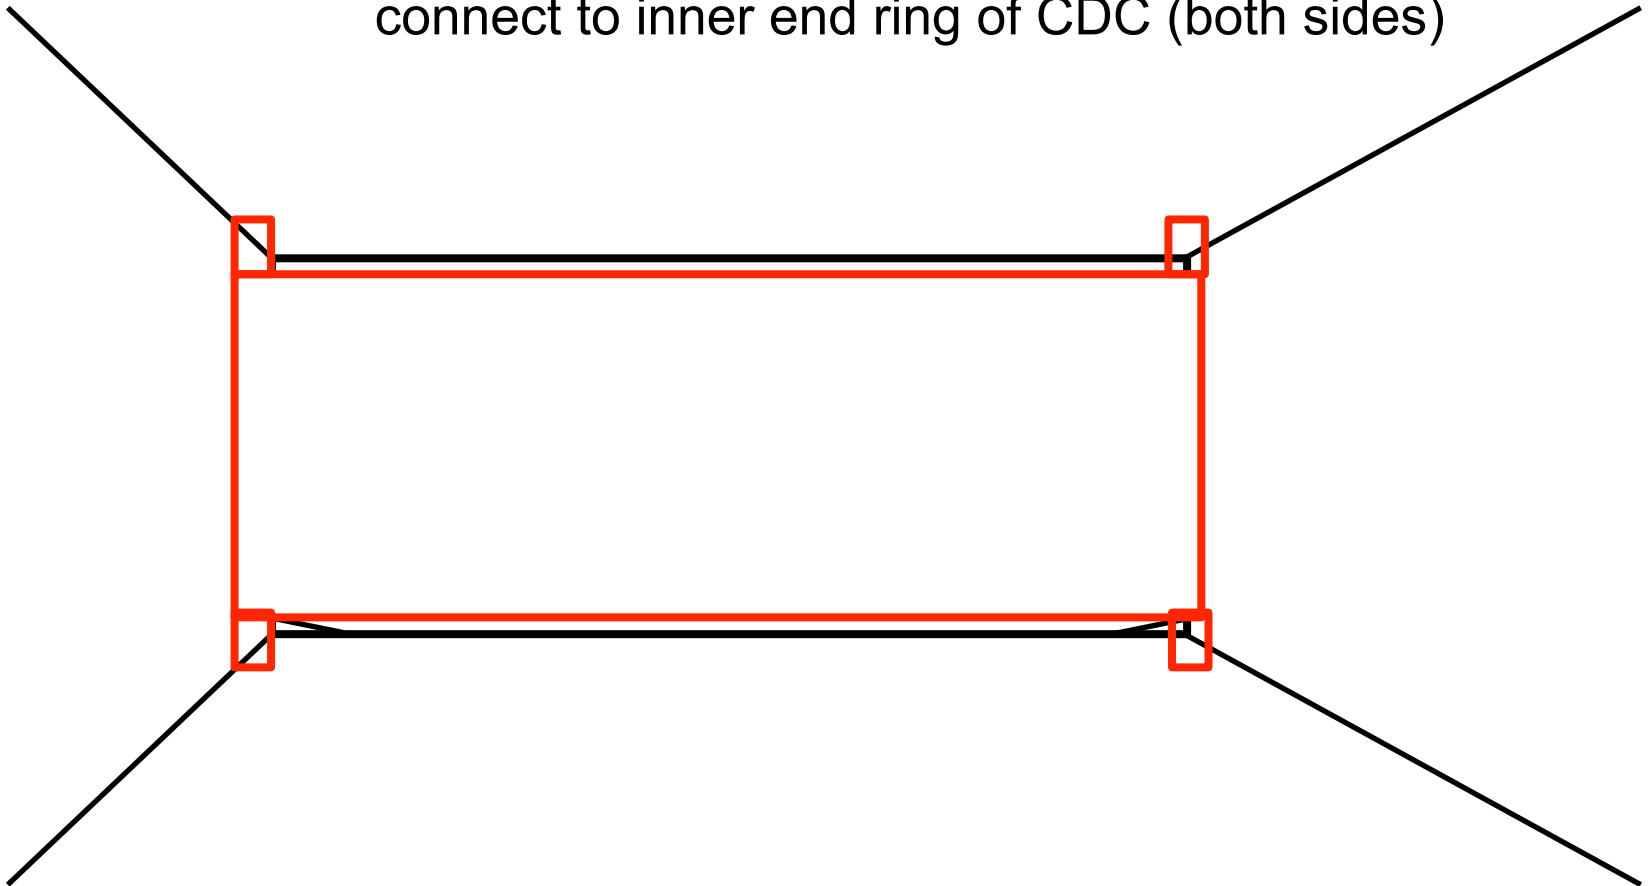 connect to inner end ring of CDC (both sides)